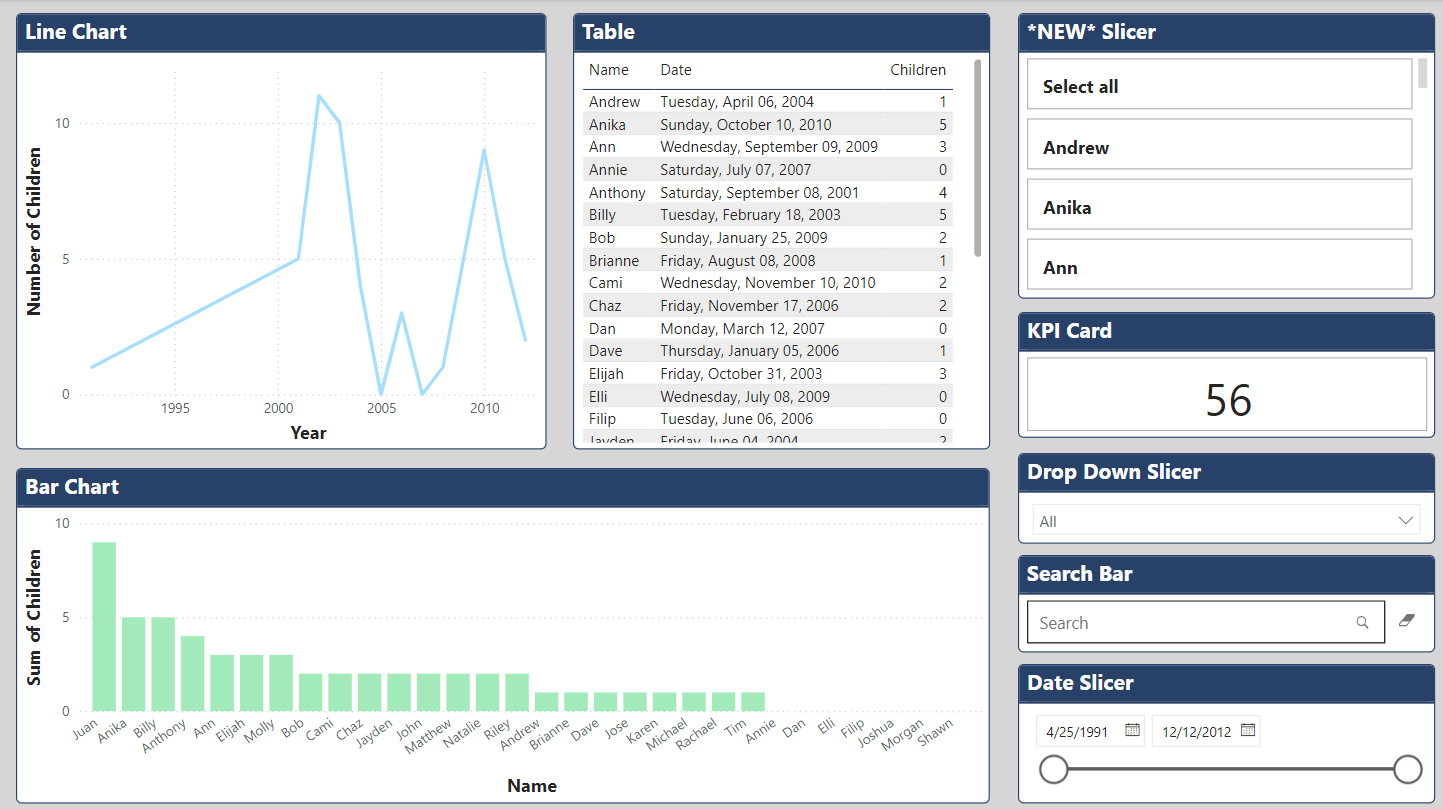 Line Chart
Number of Children
10
5
0
1995 2000 2005 2010
Year
Table
Name Date Children
Andrew Tuesday, April 06, 2004 1
Anika Sunday, October 10, 2010 5
Ann Wednesday, September 09, 2009 3
Annie Saturday, July 07, 2007 0
Anthony Saturday, September 08, 2001 4
Billy Tuesday, February 18, 2003 5
Bob Sunday, January 25, 2009 2
Brianne Friday, August 08, 2008 1
Cami Wednesday, November 10, 2010 2
Chaz Friday, November 17, 2006 2
Dan Monday, March 12, 2007 0
Dave Thursday, January 05, 2006 1
Elijah Friday, October 31, 2003 3
Elli Wednesday, July 08, 2009 0
Filip Tuesday, June 06, 2006 0
Jayden Friday, June 04, 2004 2
*NEW* Slicer
Select all
Andrew
Anika
Ann
KPI Card
56
Drop Down Slicer
All
Search Bar
Search
Date Slicer
4/25/1991 12/12/2012
Bar Chart
Sum of Children
10
5
0
Juan Anika Billy Anthony Ann Elijah Molly Bob Cami Chaz Jayden John Matthew Natalie Riley Andrew Brianne Dave Jose Karen Michael Rachael Tim Annie Dan Elli Filip Joshua Morgan Shawn
Name